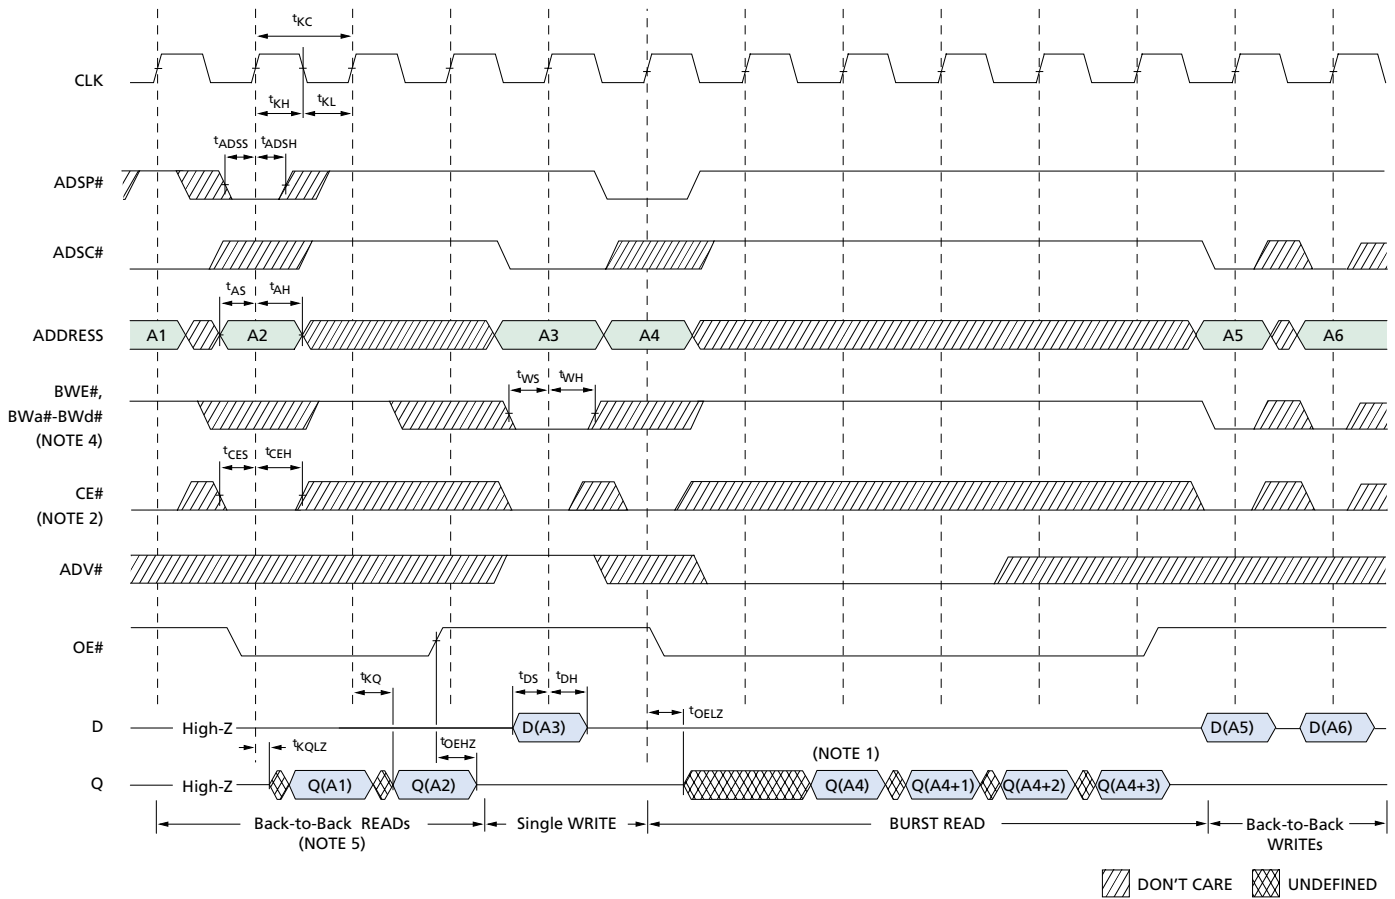 tKC
CLK
tKH
tKL
tADSS
tADSH
ADSP#
ADSC#
tAS
tAH
ADDRESS
A1
A2
A3
A4
A5
A6
BWE#,
BWa#-BWd#
(NOTE 4)
tWS
tWH
tCES
tCEH
CE#
(NOTE 2)
ADV#
OE#
tKQ
tDS
tDH
tOELZ
D
High-Z
D(A3)
D(A5)
D(A6)
tKQLZ
tOEHZ
(NOTE 1)
Q
High-Z
Q(A1)
Q(A2)
Q(A4)
Q(A4+1)
Q(A4+2)
Q(A4+3)
Back-to-Back READs
(NOTE 5)
Single WRITE
BURST READ
Back-to-Back
WRITEs
DON'T CARE
UNDEFINED